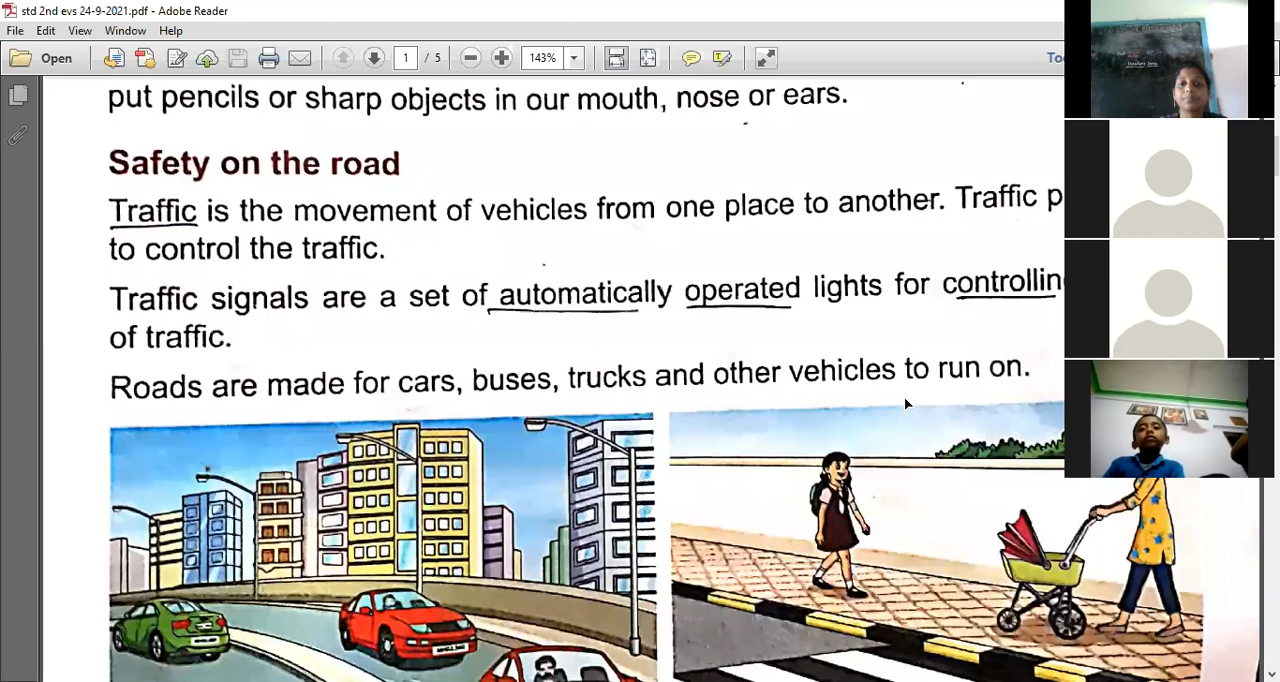 std 2nd evs 24-9-2021.pdf - Adobe Reader
File Edit View Window Help
Open 1 / 5 143%
put pencils or sharp objects in our mouth, nose or ears.
Safety on the road
Traffic is the movement of vehicles from one place to another. Traffic p
to control the traffic.
Traffic signals are a set of automatically operated lights for controllin
of traffic.
Roads are made for cars, buses, trucks and other vehicles to run on.